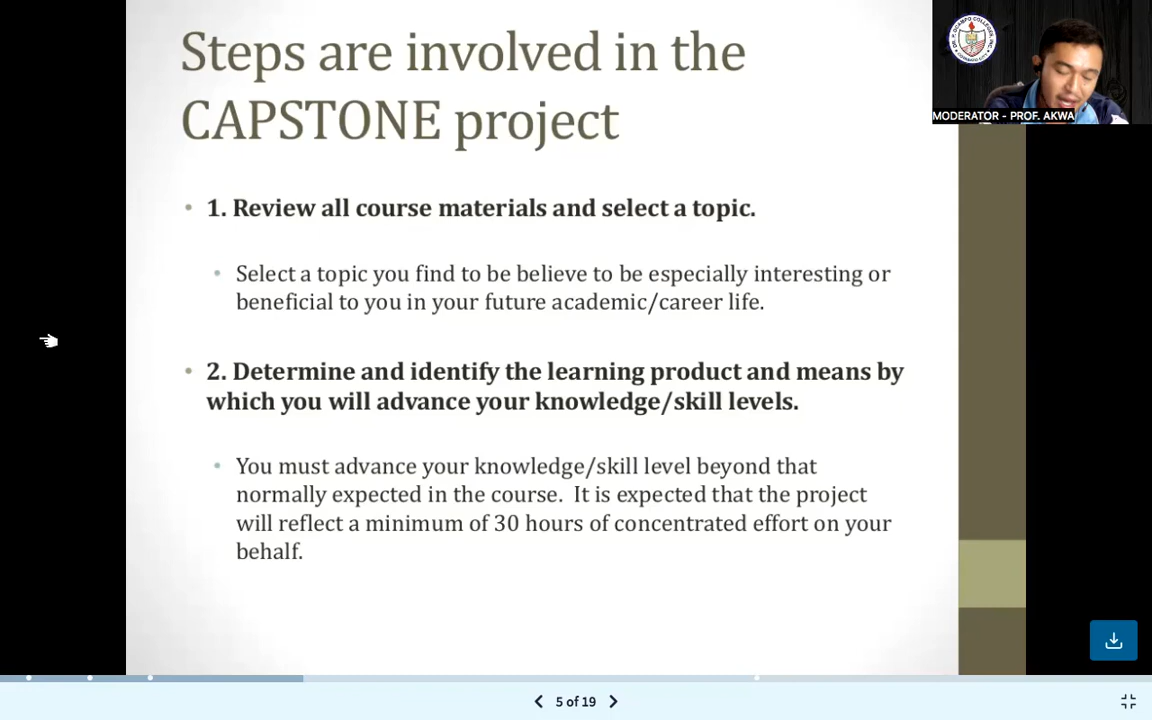 Steps are involved in the
CAPSTONE project
MODERATOR - PROF. AKWA
• 1. Review all course materials and select a topic.
• Select a topic you find to be believe to be especially interesting or
beneficial to you in your future academic/career life.
• 2. Determine and identify the learning product and means by
which you will advance your knowledge/skill levels.
• You must advance your knowledge/skill level beyond that
normally expected in the course. It is expected that the project
will reflect a minimum of 30 hours of concentrated effort on your
behalf.
5 of 19